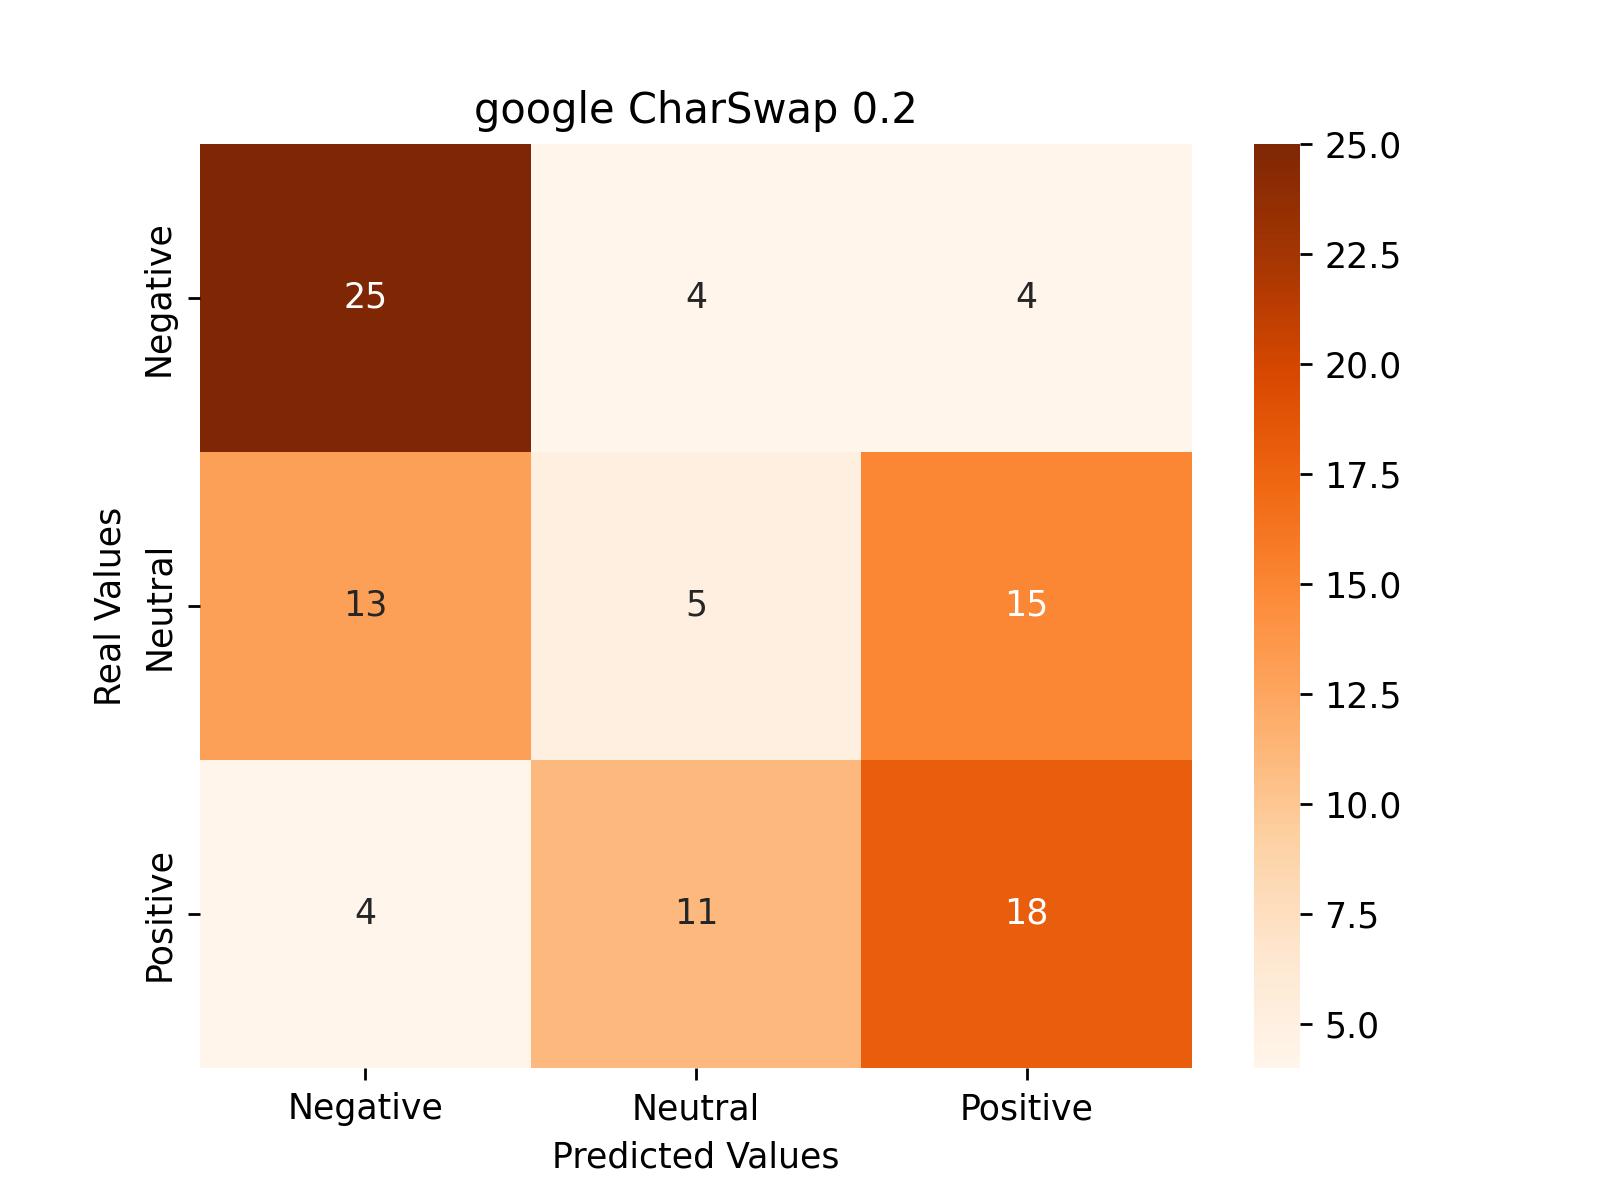 google CharSwap 0.2
Real Values
Negative
25
4
4
Neutral
13
5
15
Positive
4
11
18
Negative
Neutral
Positive
Predicted Values
25.0
22.5
20.0
17.5
15.0
12.5
10.0
7.5
5.0